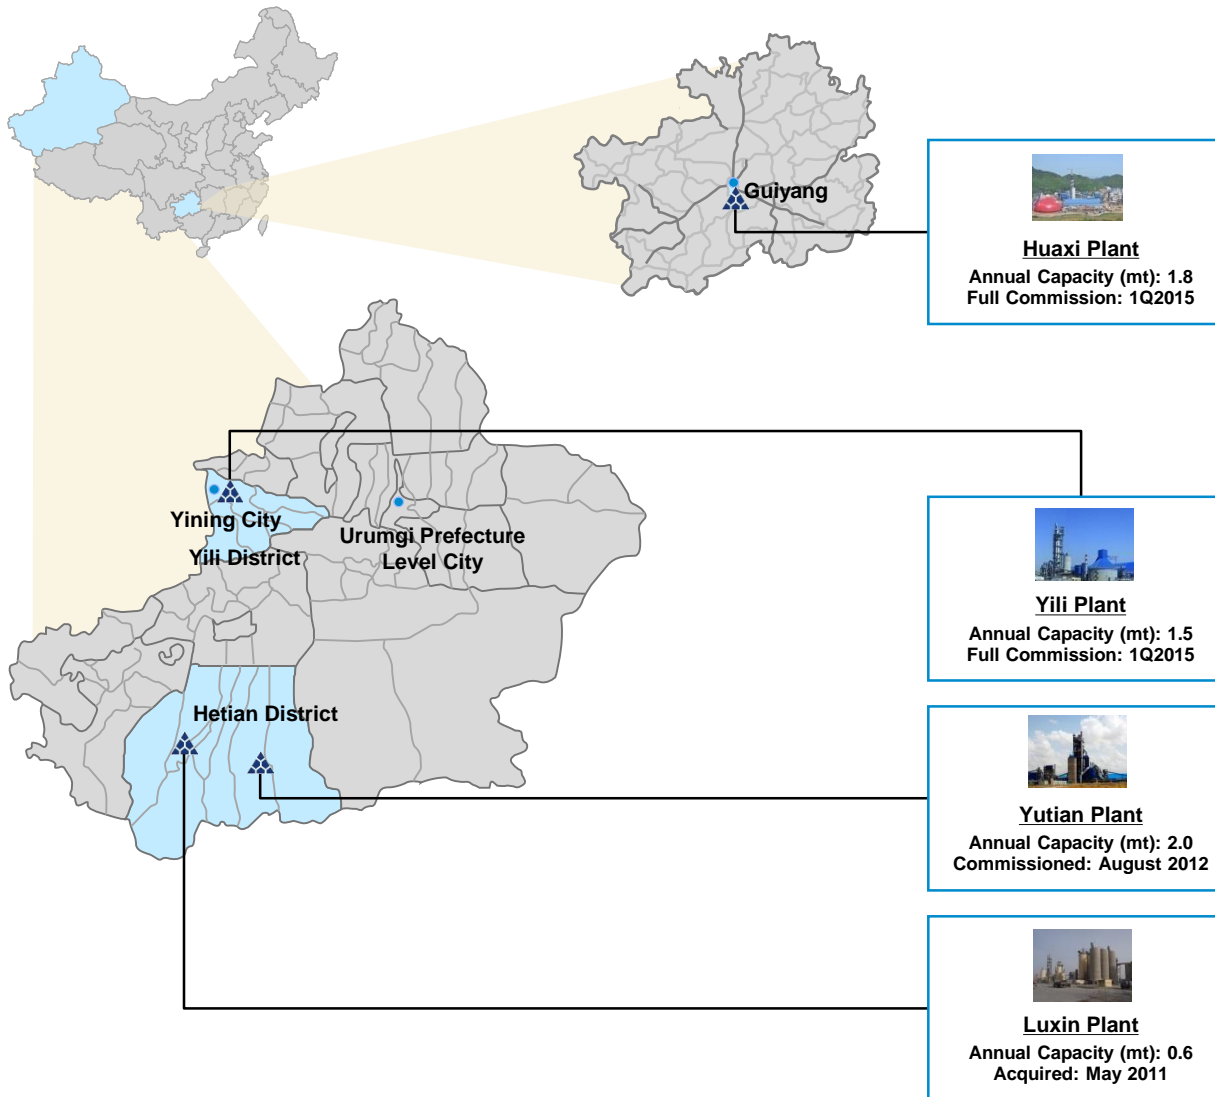 Guiyang
Huaxi Plant
Annual Capacity (mt): 1.8
Full Commission: 1Q2015
Yining City
Yili District
Urumgi Prefecture
Level City
Yili Plant
Annual Capacity (mt): 1.5
Full Commission: 1Q2015
Hetian District
Yutian Plant
Annual Capacity (mt): 2.0
Commissioned: August 2012
Luxin Plant
Annual Capacity (mt): 0.6
Acquired: May 2011